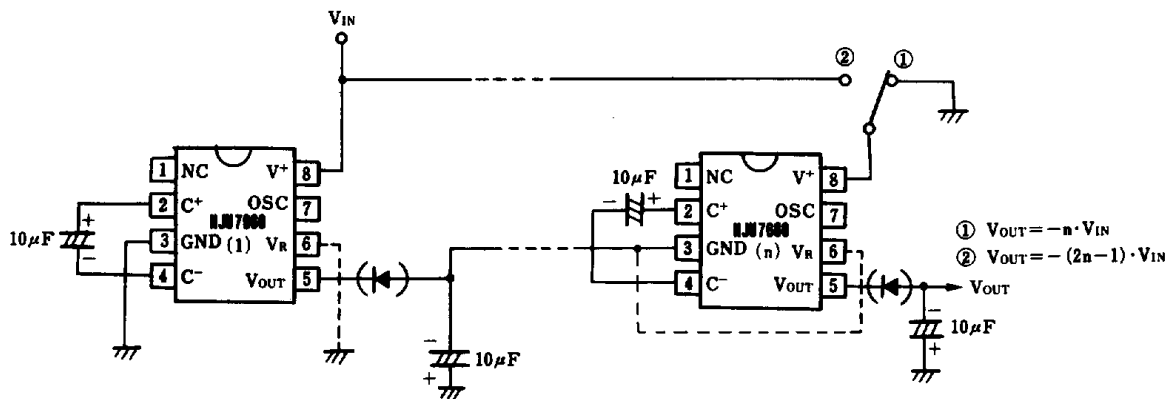 VIN
② ①
1 NC V+ 8
2 C+ OSC 7
3 GND (1) VR 6
4 C- VOUT 5
NJU7660
10μF
+
-
-
+ 10μF
10μF
- +
1 NC V+ 8
2 C+ OSC 7
3 GND (n) VR 6
4 C- VOUT 5
NJU7660
VOUT
-
10μF
+
① VOUT=-n·VIN
② VOUT=-(2n-1)·VIN